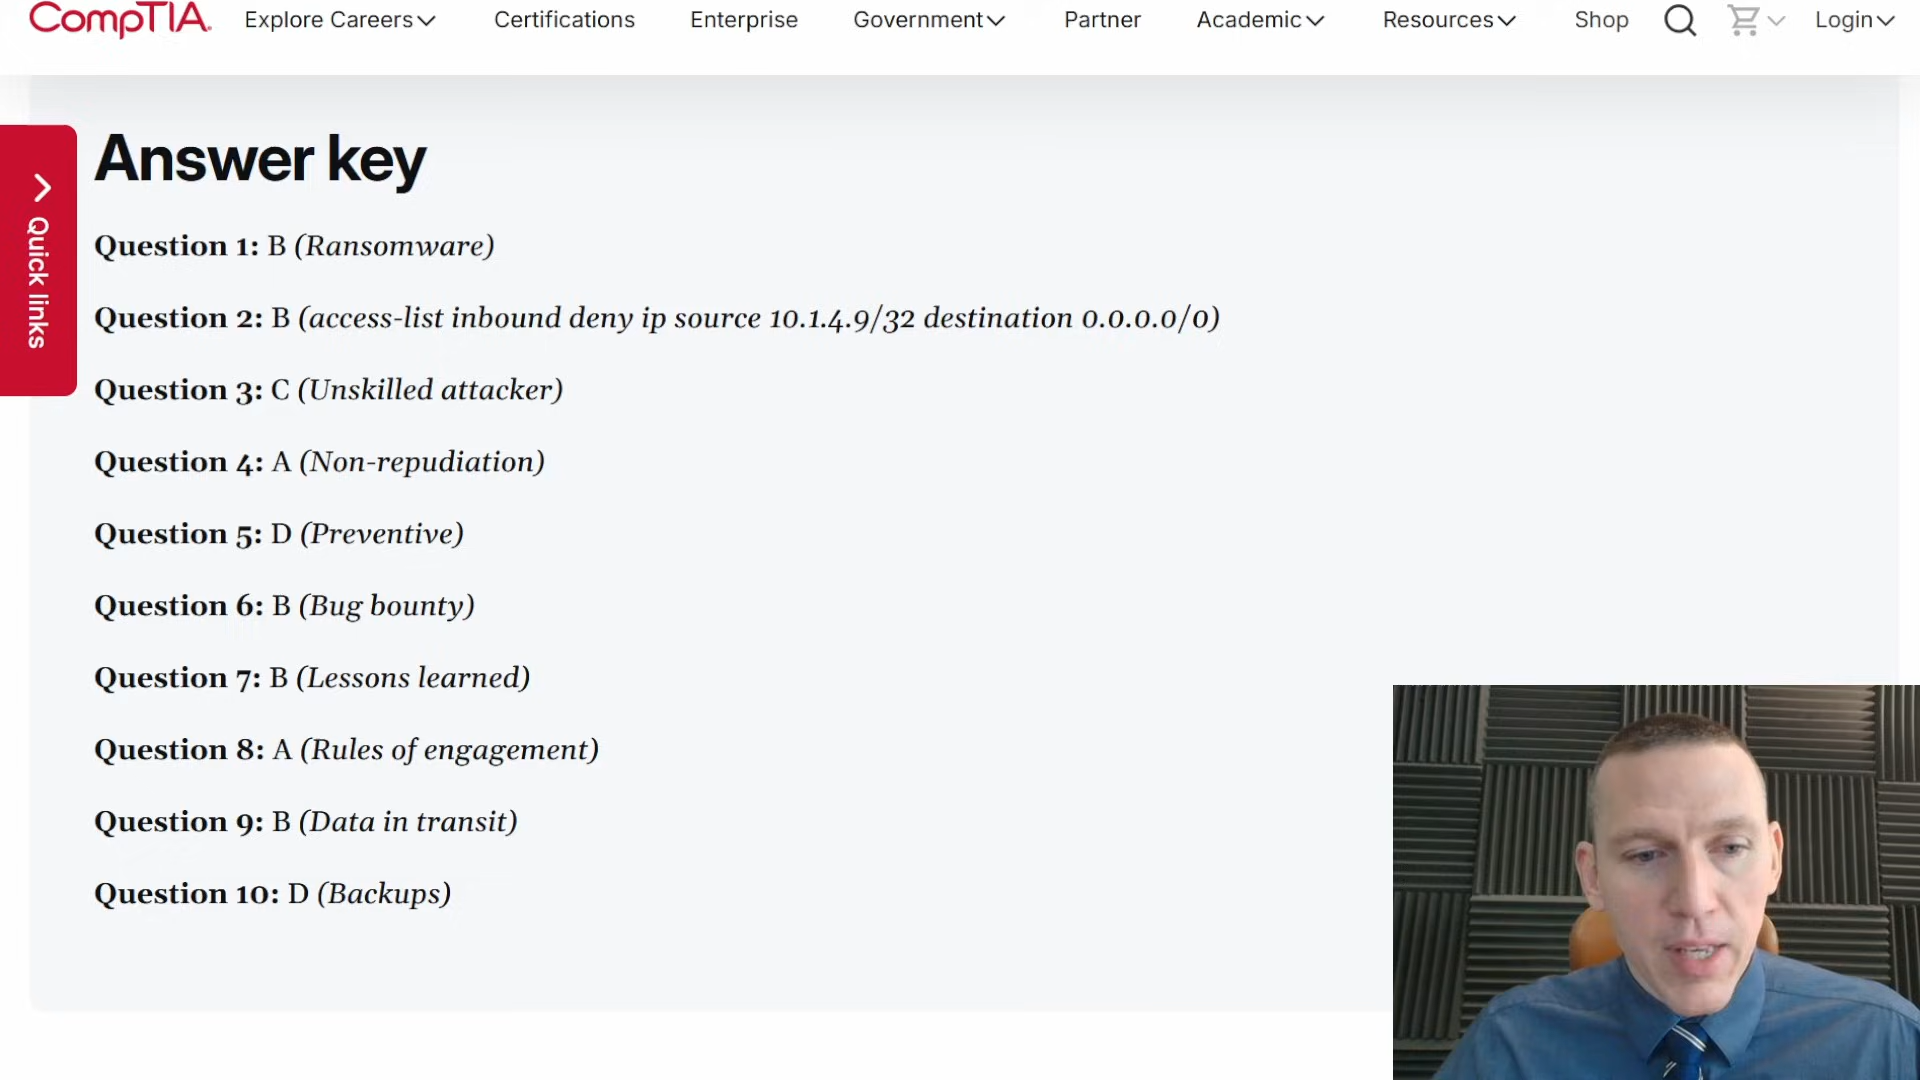 CompTIA. Explore Careers Certifications Enterprise Government Partner Academic Resources Shop Login
Quick links
Answer key
Question 1: B (Ransomware)
Question 2: B (access-list inbound deny ip source 10.1.4.9/32 destination 0.0.0.0/0)
Question 3: C (Unskilled attacker)
Question 4: A (Non-repudiation)
Question 5: D (Preventive)
Question 6: B (Bug bounty)
Question 7: B (Lessons learned)
Question 8: A (Rules of engagement)
Question 9: B (Data in transit)
Question 10: D (Backups)